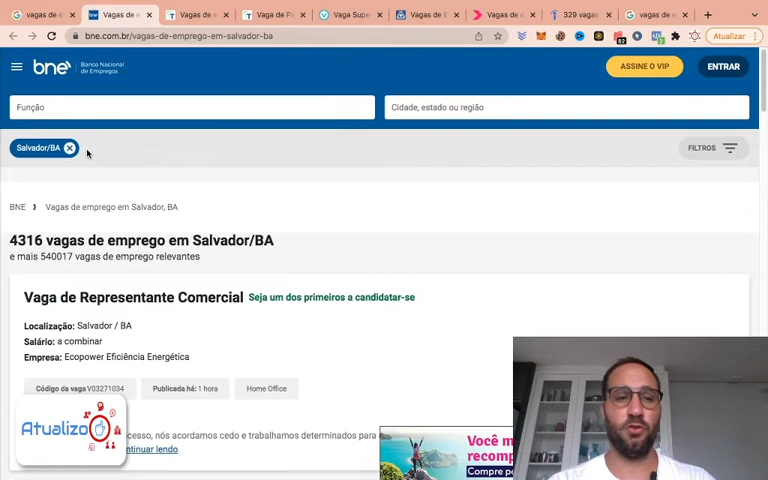 vagas de e
Vagas de e
Vagas de e
Vaga de Pa
Vaga Supe
Vagas de E
Vagas de e
329 vagas
vagas de e
bne.com.br/vagas-de-emprego-em-salvador-ba
Atualizar
bne Banco Nacional
de Empregos
ASSINE O VIP
ENTRAR
Função
Cidade, estado ou região
Salvador/BA
FILTROS
BNE Vagas de emprego em Salvador, BA
4316 vagas de emprego em Salvador/BA
e mais 540017 vagas de emprego relevantes
Vaga de Representante Comercial Seja um dos primeiros a candidatar-se
Localização: Salvador / BA
Salário: a combinar
Empresa: Ecopower Eficiência Energética
Código da vaga V03271034
Publicada há: 1 hora
Home Office
Atualizo
cesso, nós acordamos cedo e trabalhamos determinados para
ntinuar lendo
Você m
recomp
Compre po